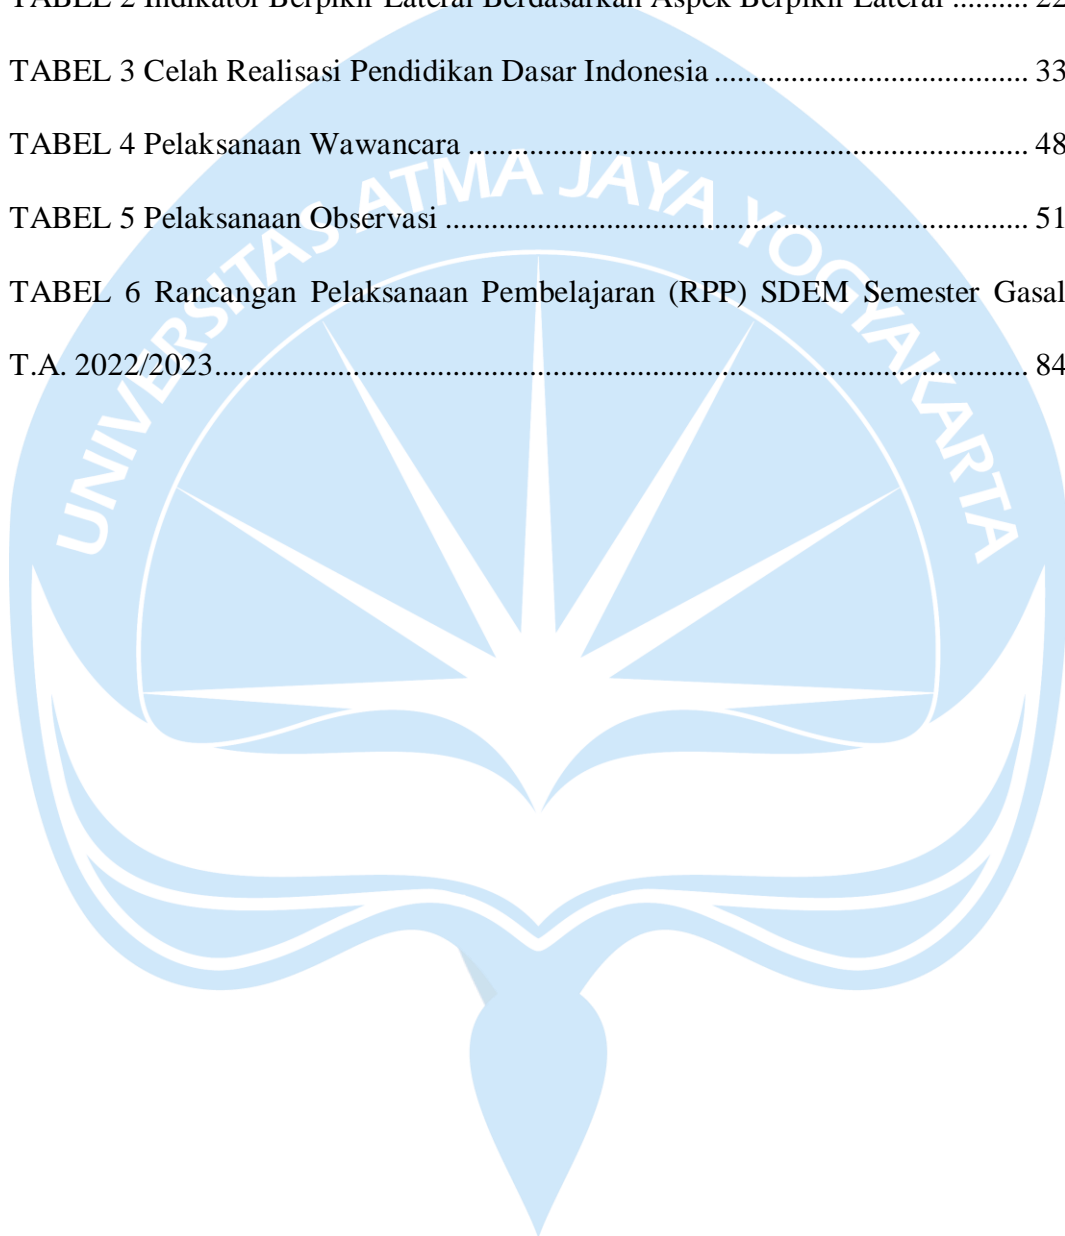 TABEL 2 Indikator Berpikir Lateral Berdasarkan Aspek Berpikir Lateral .......... 22
TABEL 3 Celah Realisasi Pendidikan Dasar Indonesia ....................................... 33
TABEL 4 Pelaksanaan Wawancara ...................................................................... 48
TABEL 5 Pelaksanaan Observasi ......................................................................... 51
TABEL 6 Rancangan Pelaksanaan Pembelajaran (RPP) SDEM Semester Gasal
T.A. 2022/2023...................................................................................................... 84
UNIVERSITAS ATMA JAYA YOGYAKARTA